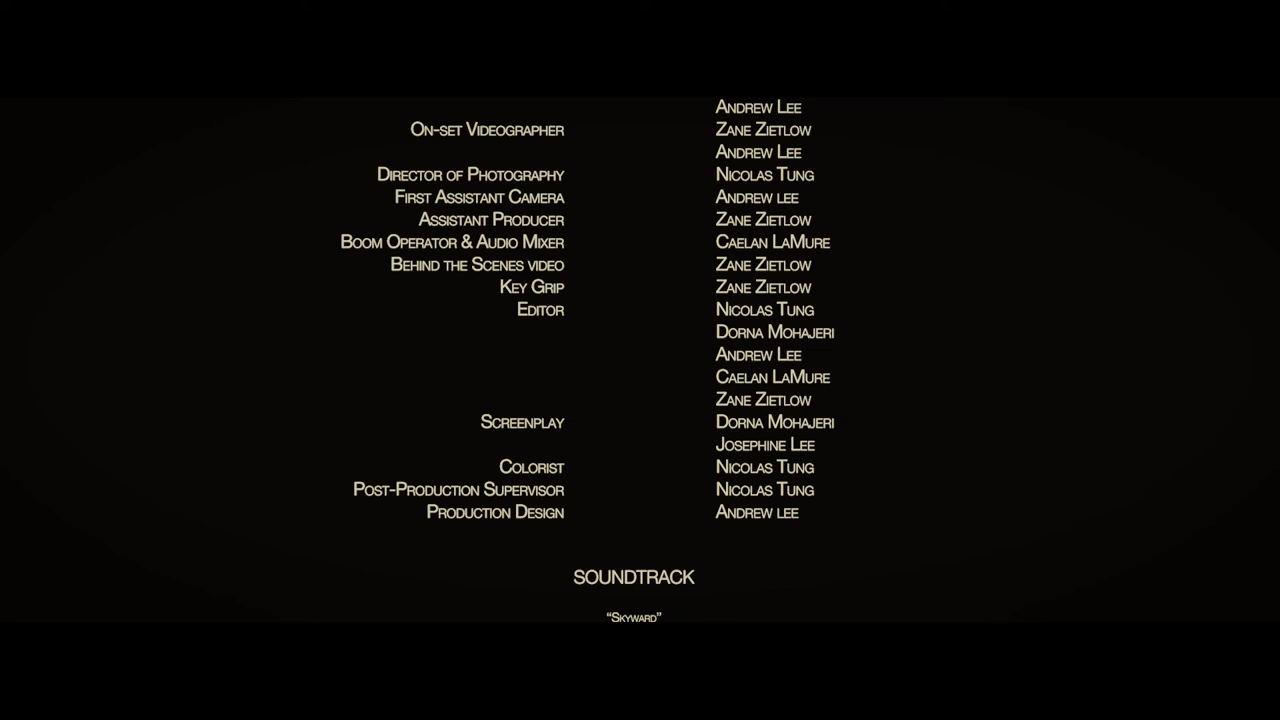 Andrew Lee
On-set Videographer Zane Zietlow
Andrew Lee
Director of Photography Nicolas Tung
First Assistant Camera Andrew lee
Assistant Producer Zane Zietlow
Boom Operator & Audio Mixer Caelan LaMure
Behind the Scenes video Zane Zietlow
Key Grip Zane Zietlow
Editor Nicolas Tung
Dorna Mohajeri
Andrew Lee
Caelan LaMure
Zane Zietlow
Screenplay Dorna Mohajeri
Josephine Lee
Colorist Nicolas Tung
Post-Production Supervisor Nicolas Tung
Production Design Andrew lee
SOUNDTRACK
“Skyward”